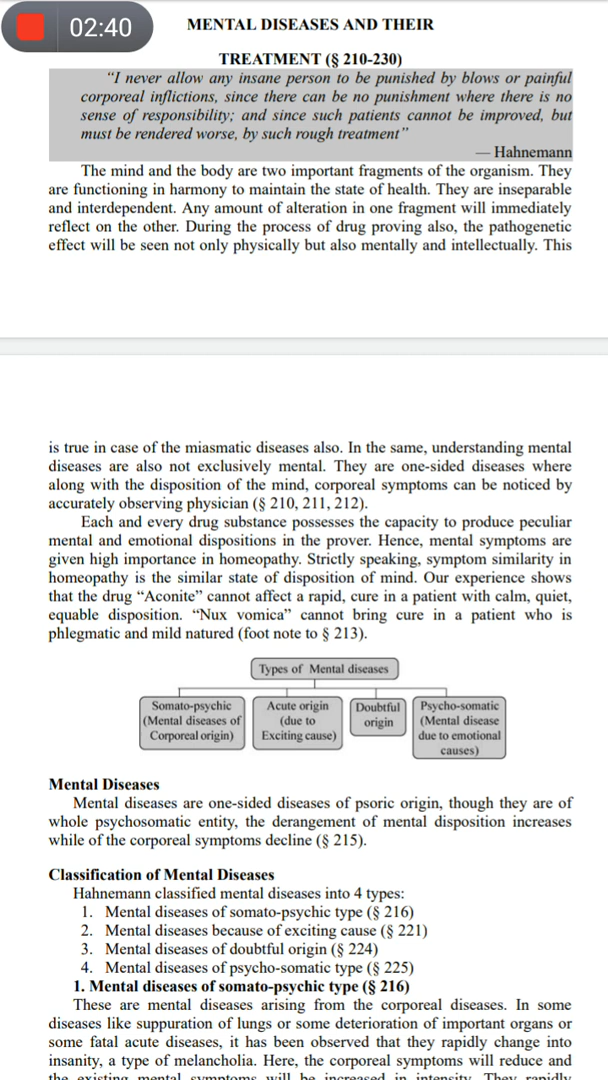 02:40
MENTAL DISEASES AND THEIR
TREATMENT (§ 210-230)
“I never allow any insane person to be punished by blows or painful
corporeal inflictions, since there can be no punishment where there is no
sense of responsibility; and since such patients cannot be improved, but
must be rendered worse, by such rough treatment”
— Hahnemann
The mind and the body are two important fragments of the organism. They
are functioning in harmony to maintain the state of health. They are inseparable
and interdependent. Any amount of alteration in one fragment will immediately
reflect on the other. During the process of drug proving also, the pathogenetic
effect will be seen not only physically but also mentally and intellectually. This
is true in case of the miasmatic diseases also. In the same, understanding mental
diseases are also not exclusively mental. They are one-sided diseases where
along with the disposition of the mind, corporeal symptoms can be noticed by
accurately observing physician (§ 210, 211, 212).
Each and every drug substance possesses the capacity to produce peculiar
mental and emotional dispositions in the prover. Hence, mental symptoms are
given high importance in homeopathy. Strictly speaking, symptom similarity in
homeopathy is the similar state of disposition of mind. Our experience shows
that the drug “Aconite” cannot affect a rapid, cure in a patient with calm, quiet,
equable disposition. “Nux vomica” cannot bring cure in a patient who is
phlegmatic and mild natured (foot note to § 213).
Types of Mental diseases
Somato-psychic
(Mental diseases of
Corporeal origin)
Acute origin
(due to
Exciting cause)
Doubtful
origin
Psycho-somatic
(Mental disease
due to emotional
causes)
Mental Diseases
Mental diseases are one-sided diseases of psoric origin, though they are of
whole psychosomatic entity, the derangement of mental disposition increases
while of the corporeal symptoms decline (§ 215).
Classification of Mental Diseases
Hahnemann classified mental diseases into 4 types:
1. Mental diseases of somato-psychic type (§ 216)
2. Mental diseases because of exciting cause (§ 221)
3. Mental diseases of doubtful origin (§ 224)
4. Mental diseases of psycho-somatic type (§ 225)
1. Mental diseases of somato-psychic type (§ 216)
These are mental diseases arising from the corporeal diseases. In some
diseases like suppuration of lungs or some deterioration of important organs or
some fatal acute diseases, it has been observed that they rapidly change into
insanity, a type of melancholia. Here, the corporeal symptoms will reduce and
the existing mental symptoms will be increased in intensity. They rapidly